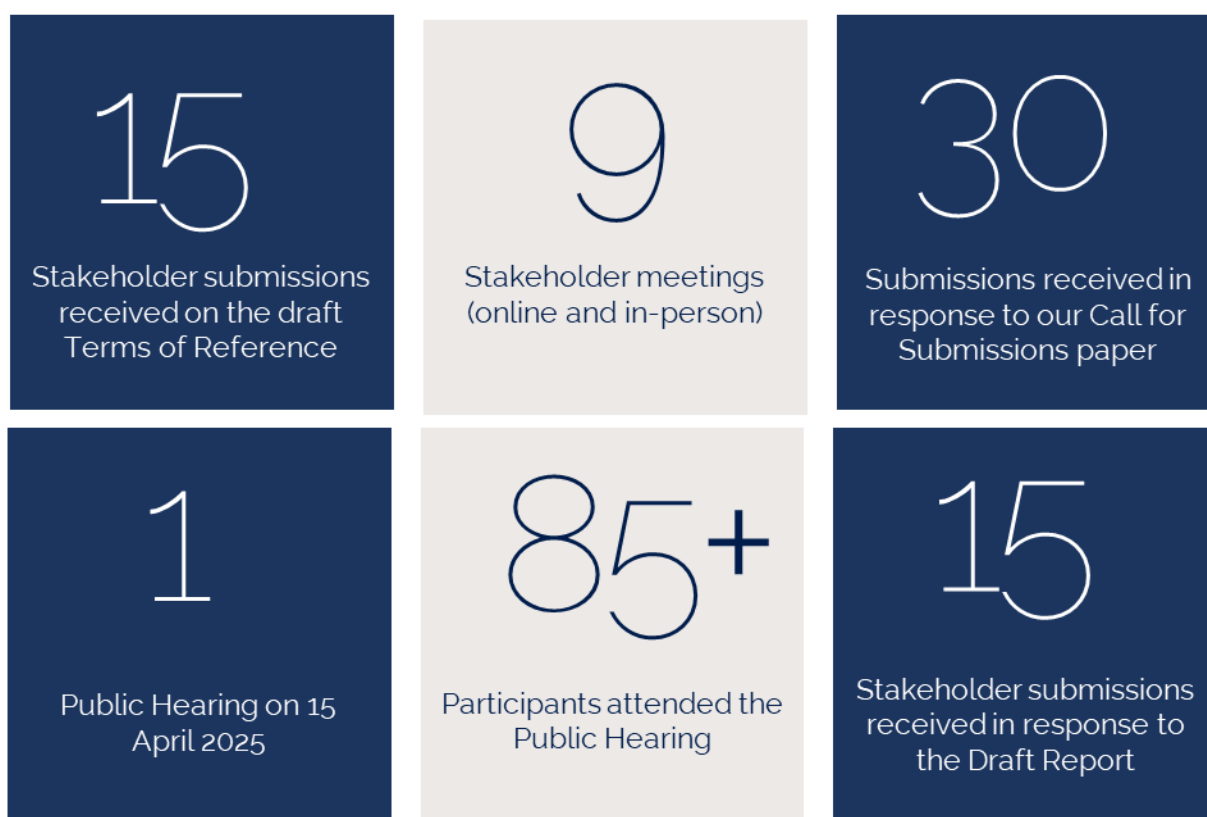 15
Stakeholder submissions
received on the draft
Terms of Reference
9
Stakeholder meetings
(online and in-person)
30
Submissions received in
response to our Call for
Submissions paper
1
Public Hearing on 15
April 2025
85+
Participants attended the
Public Hearing
15
Stakeholder submissions
received in response to
the Draft Report